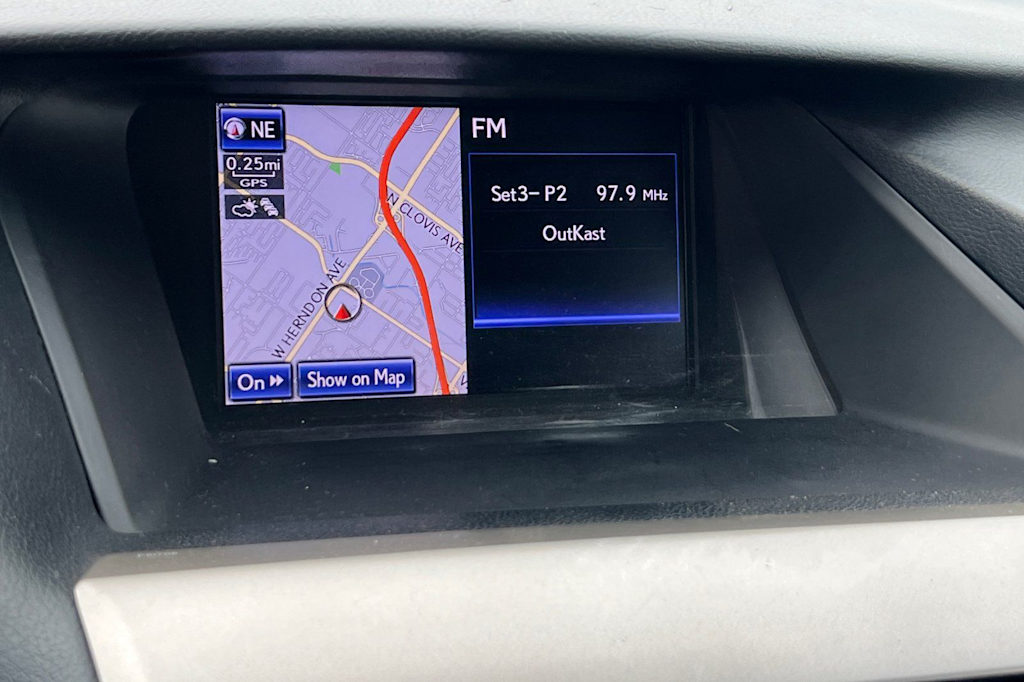 NE
0.25mi
GPS
N CLOVIS AVE
W HERNDON AVE
On
Show on Map
FM
Set3-P2 97.9 MHz
OutKast